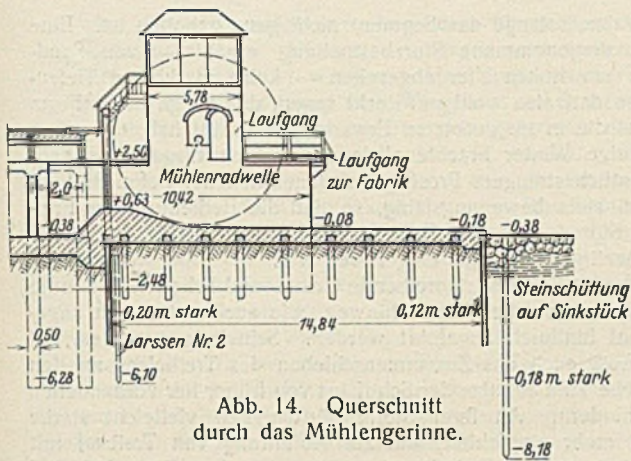 5,78
Laufgang
+2,50
Laufgang
zur Fabrik
Mühlenradwelle
2,0
+0,63
10,42
-0,08
-0,18
-0,38
-0,38
-2,48
Steinschüttung
auf Sinkstück
0,20 m stark
0,12 m stark
14,84
Larssen Nr. 2
0,50
-6,28
-6,10
0,18 m stark
-8,18
Abb. 14. Querschnitt
durch das Mühlengerinne.